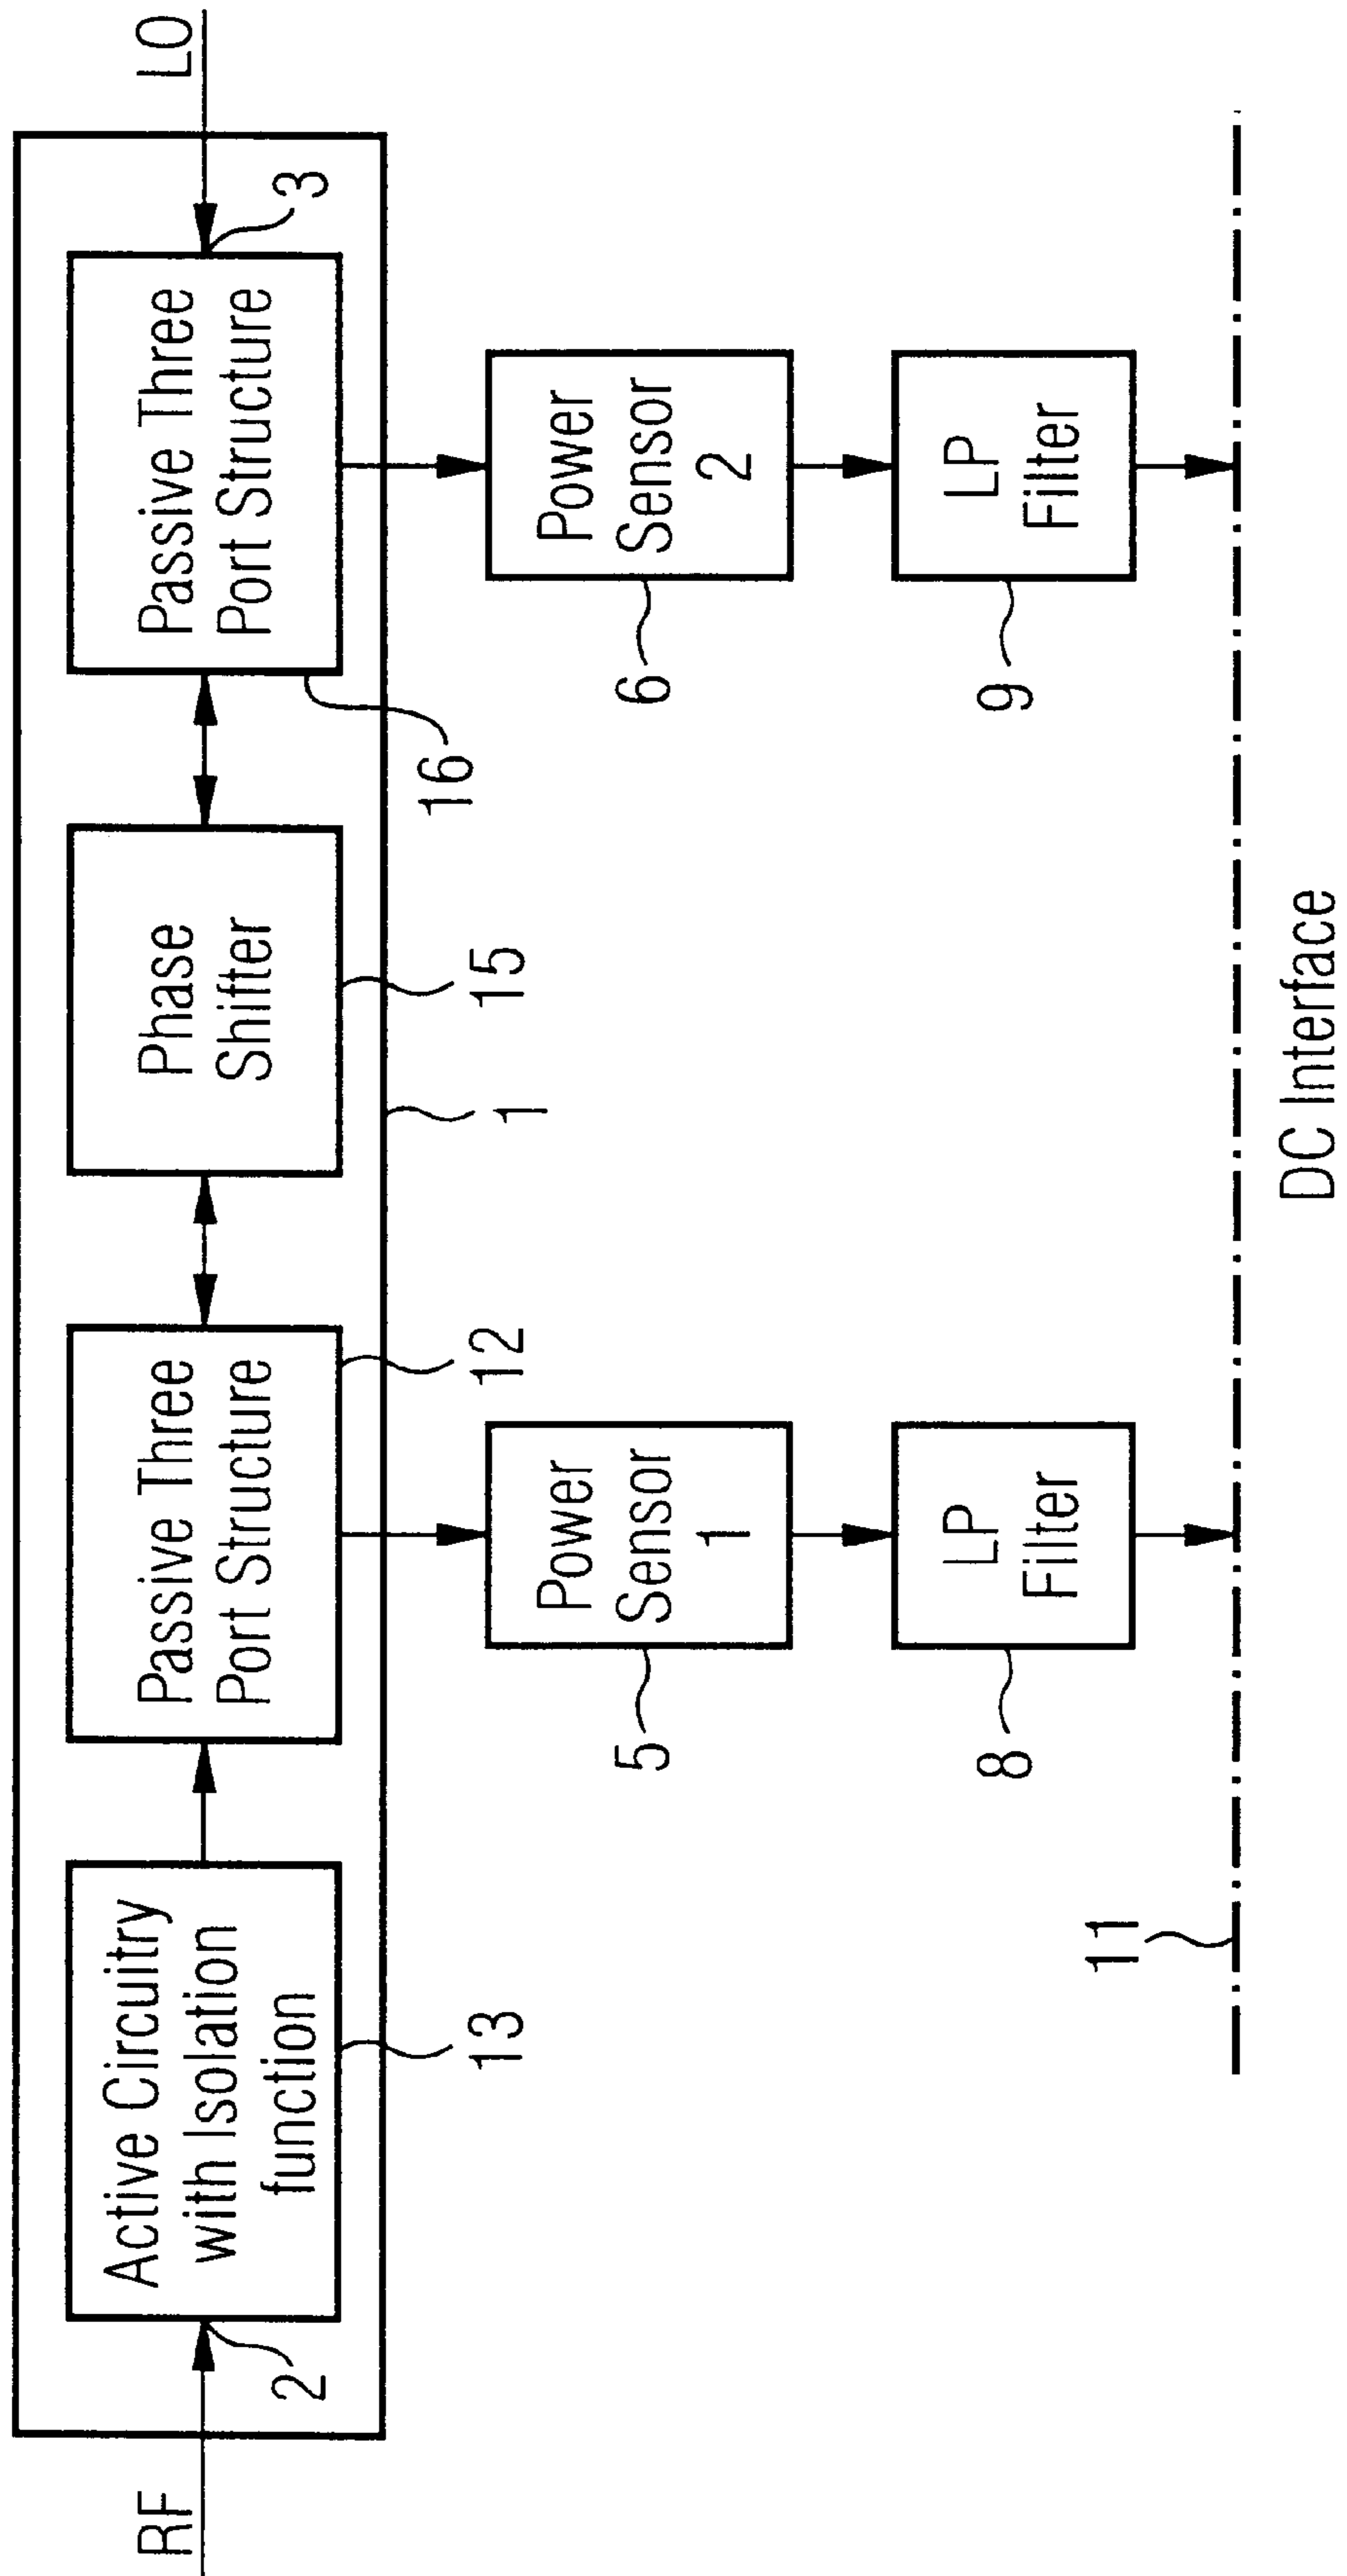 RF
LO
2
Active Circuitry
with Isolation
function
13
Passive Three
Port Structure
12
Phase
Shifter
15
1
Passive Three
Port Structure
3
16
Power
Sensor
1
5
Power
Sensor
2
6
LP
Filter
8
LP
Filter
9
11
DC Interface